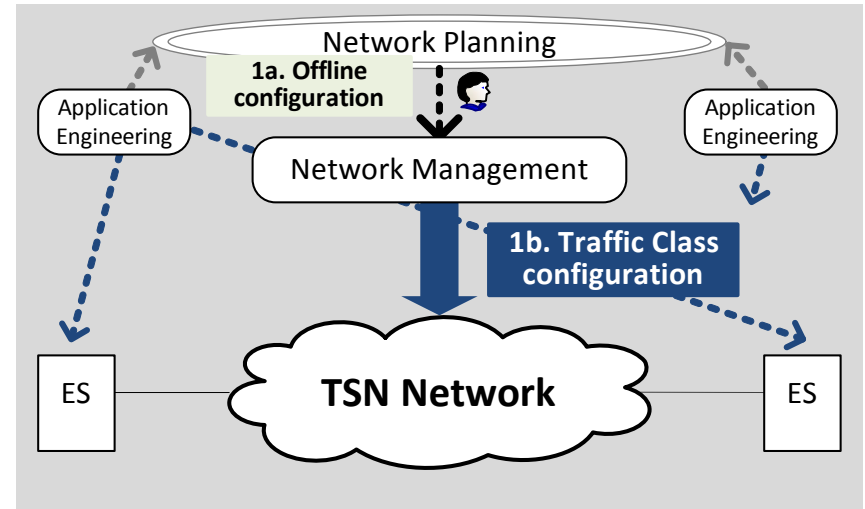 Network Planning
1a. Offline
configuration
Application
Engineering
Application
Engineering
Network Management
1b. Traffic Class
configuration
ES
TSN Network
ES